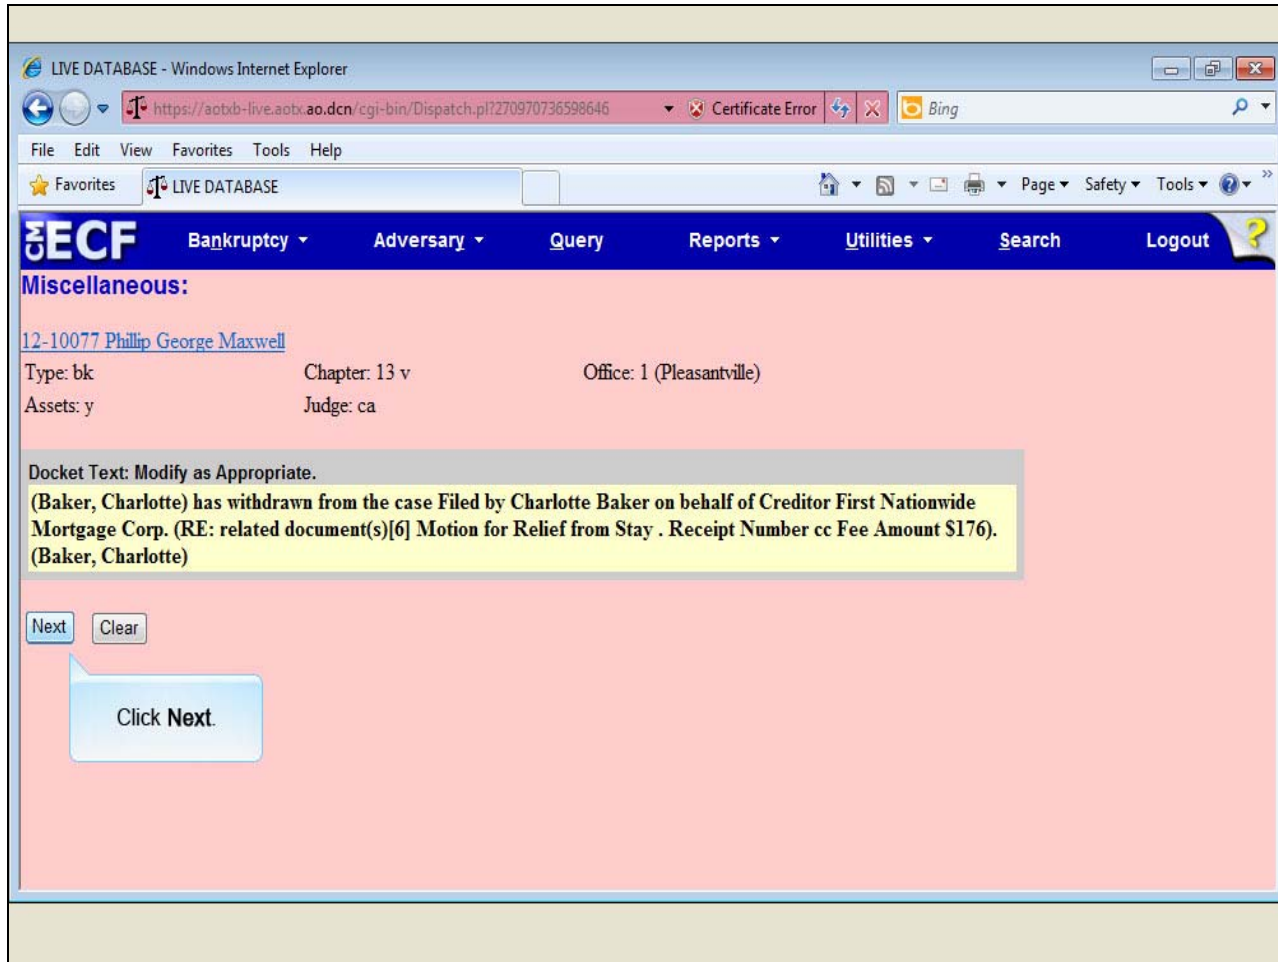 LIVE DATABASE - Windows Internet Explorer
https://aotxb-live.aotx.ao.dcn/cgi-bin/Dispatch.pl?270970736598646 Certificate Error Bing
File Edit View Favorites Tools Help
Favorites LIVE DATABASE Page Safety Tools
CM ECF Bankruptcy Adversary Query Reports Utilities Search Logout ?
Miscellaneous:
12-10077 Phillip George Maxwell
Type: bk Chapter: 13 v Office: 1 (Pleasantville)
Assets: y Judge: ca
Docket Text: Modify as Appropriate.
(Baker, Charlotte) has withdrawn from the case Filed by Charlotte Baker on behalf of Creditor First Nationwide
Mortgage Corp. (RE: related document(s)[6] Motion for Relief from Stay . Receipt Number cc Fee Amount $176).
(Baker, Charlotte)
Next Clear
Click Next.